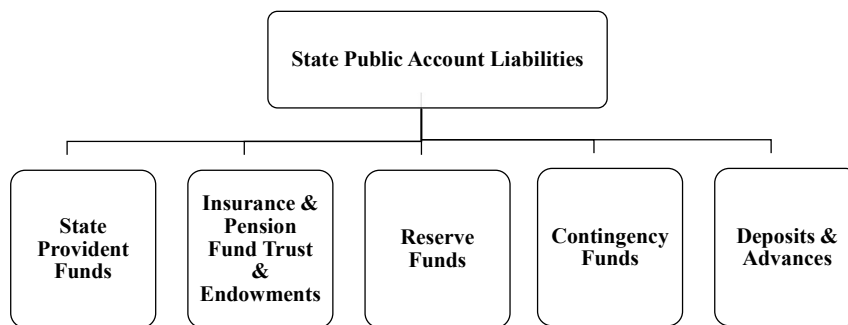 State Public Account Liabilities
State
Provident
Funds
Insurance &
Pension
Fund Trust
&
Endowments
Reserve
Funds
Contingency
Funds
Deposits &
Advances